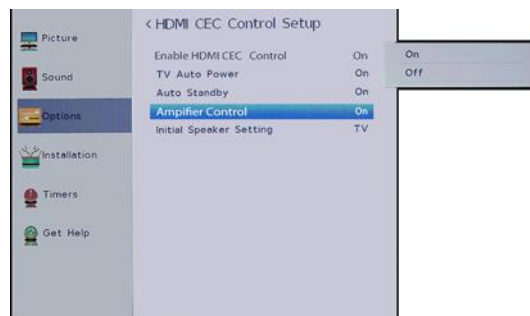 Picture
Sound
Options
Installation
Timers
Get Help
< HDMI CEC Control Setup
Enable HDMI CEC Control On
TV Auto Power On
Auto Standby On
Ampifier Control On
Initial Speaker Setting TV
On
Off